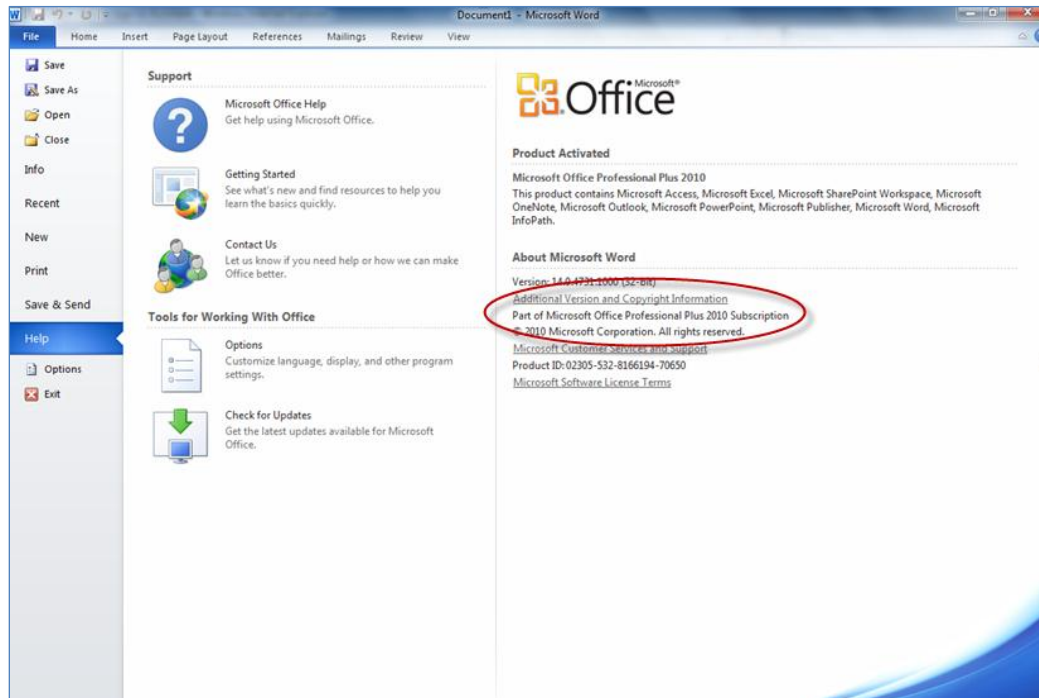 Document1 - Microsoft Word
File Home Insert Page Layout References Mailings Review View
Save
Save As
Open
Close
Info
Recent
New
Print
Save & Send
Help
Options
Exit
Support
Microsoft Office Help
Get help using Microsoft Office.
Getting Started
See what's new and find resources to help you
learn the basics quickly.
Contact Us
Let us know if you need help or how we can make
Office better.
Tools for Working With Office
Options
Customize language, display, and other program
settings.
Check for Updates
Get the latest updates available for Microsoft
Office.
Microsoft®
Office
Product Activated
Microsoft Office Professional Plus 2010
This product contains Microsoft Access, Microsoft Excel, Microsoft SharePoint Workspace, Microsoft
OneNote, Microsoft Outlook, Microsoft PowerPoint, Microsoft Publisher, Microsoft Word, Microsoft
InfoPath.
About Microsoft Word
Version: 14.0.4731.1000 (32-bit)
Additional Version and Copyright Information
Part of Microsoft Office Professional Plus 2010 Subscription
© 2010 Microsoft Corporation. All rights reserved.
Microsoft Customer Services and Support
Product ID: 02305-532-8166194-70650
Microsoft Software License Terms